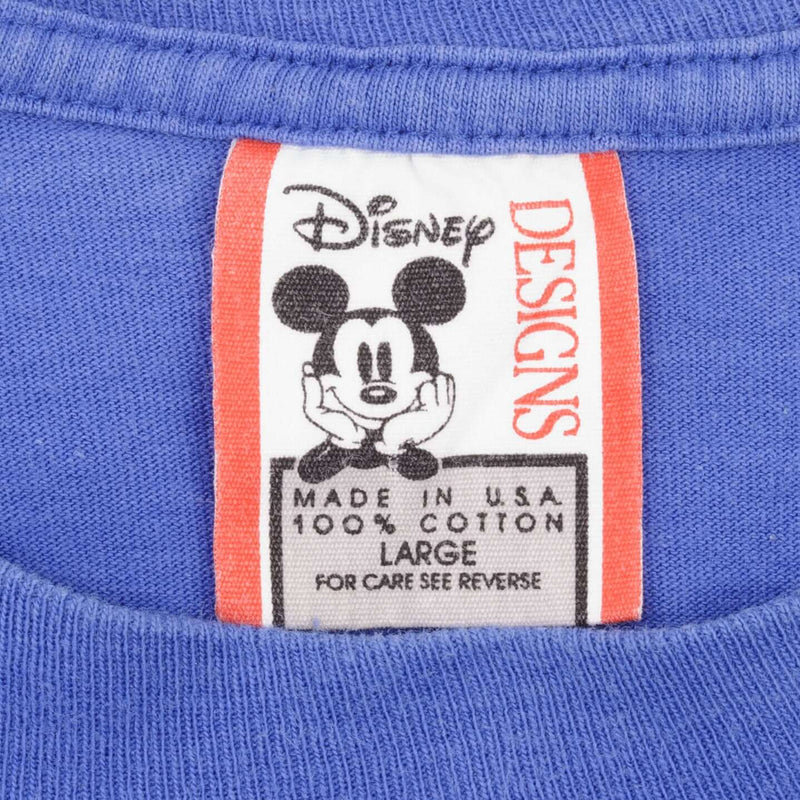 Disney
DESIGNS
MADE IN U.S.A.
100% COTTON
LARGE
FOR CARE SEE REVERSE